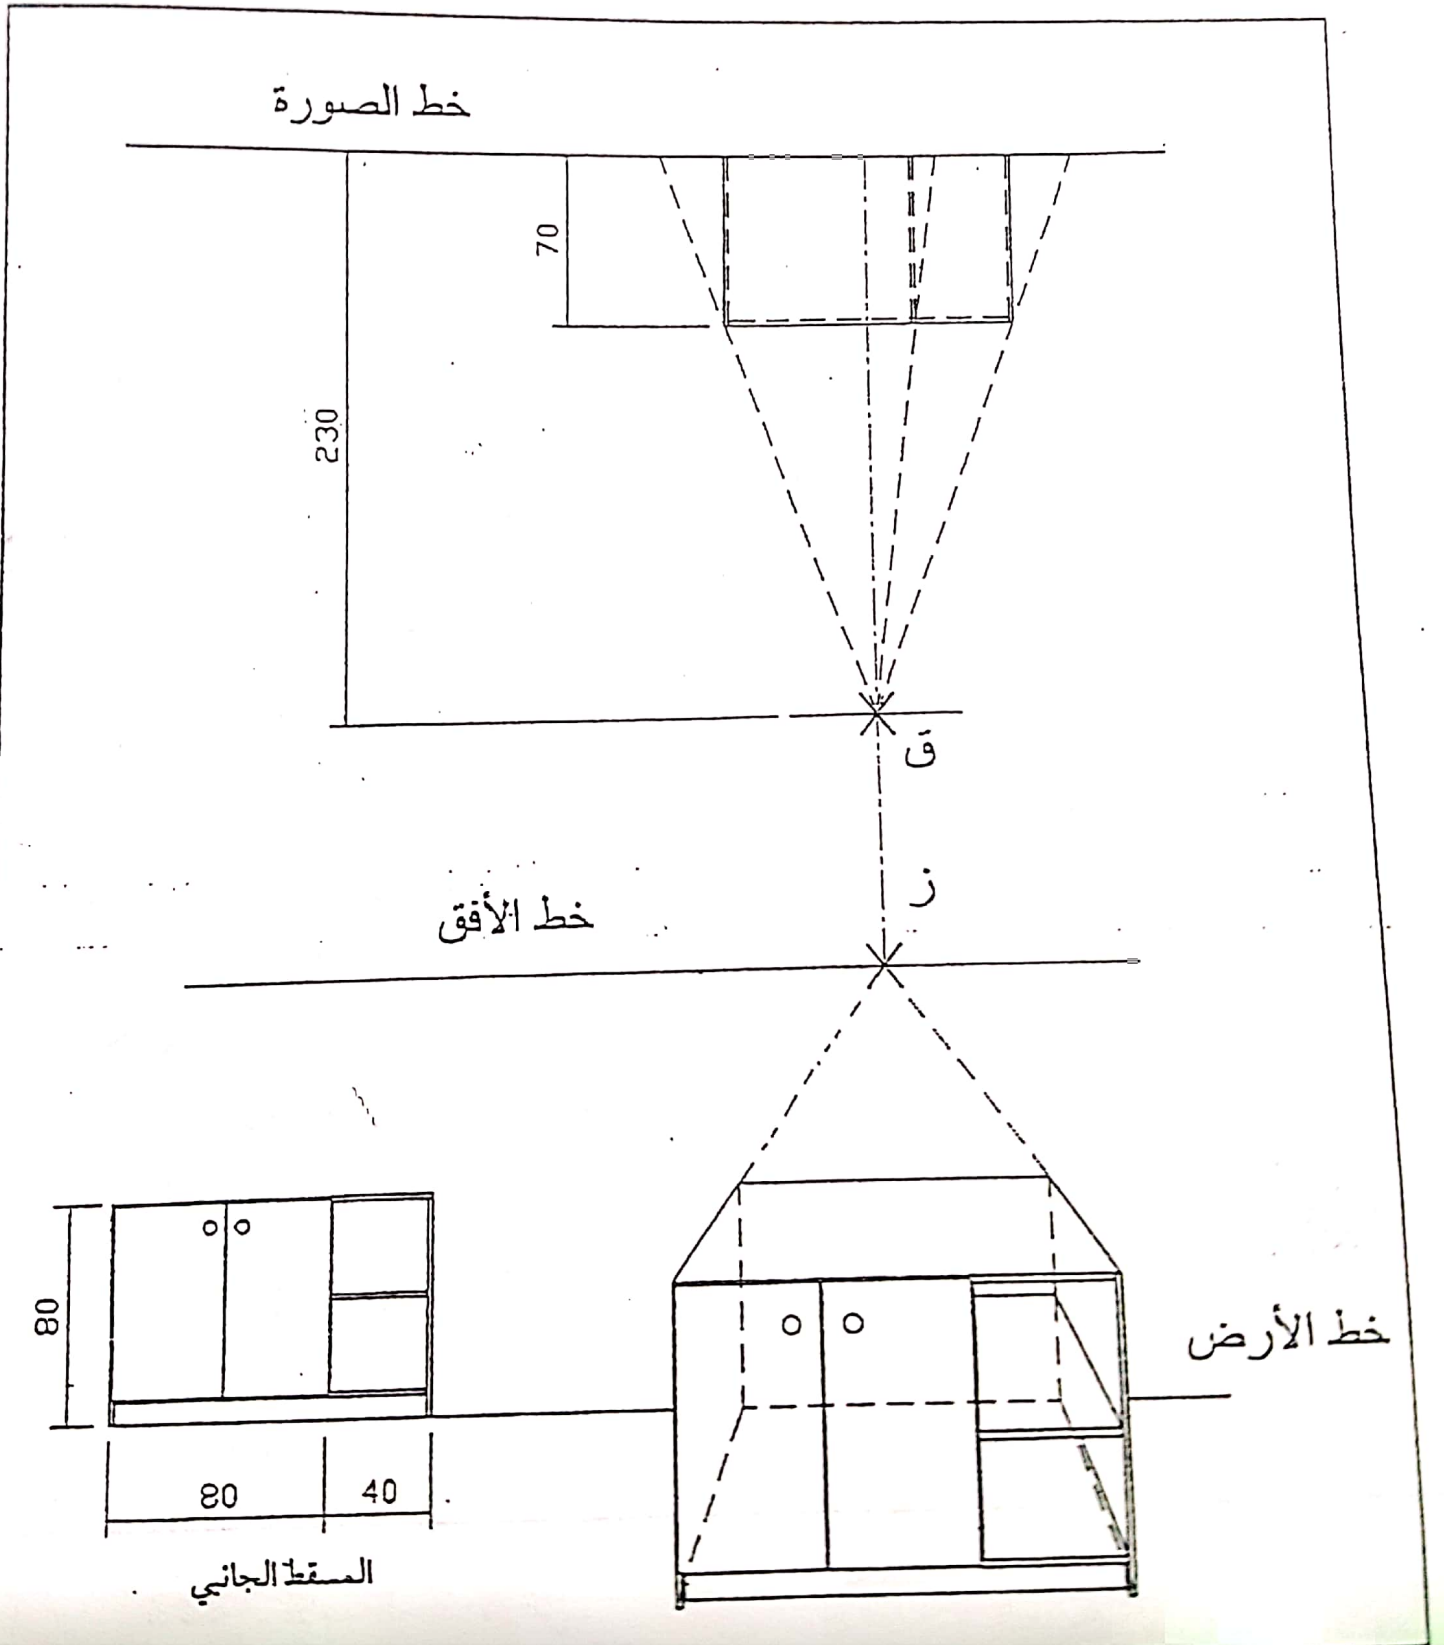 خط الصورة
70
230
ق
ز
خط الأفق
80
خط الأرض
80
40
المسقط الجانبي